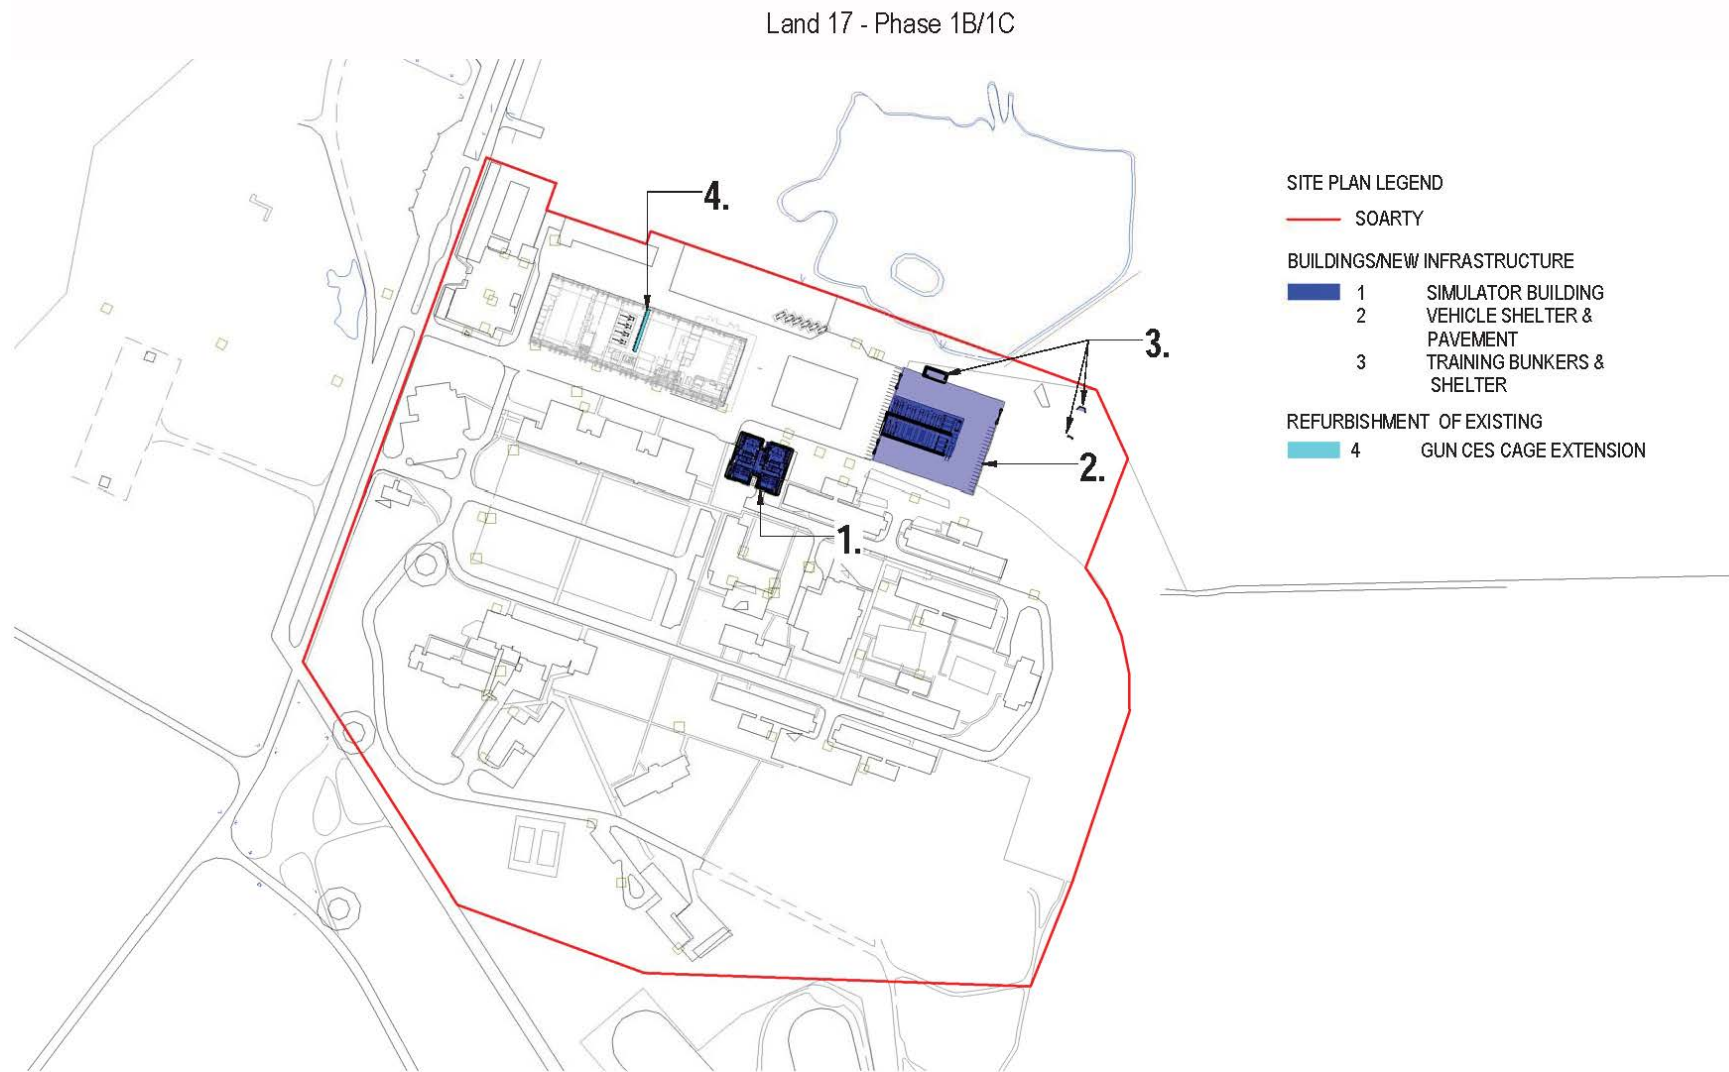 Land 17 - Phase 1B/1C
4.
3.
2.
1.
SITE PLAN LEGEND
SOARTY
BUILDINGS/NEW INFRASTRUCTURE
1 SIMULATOR BUILDING
2 VEHICLE SHELTER &
PAVEMENT
3 TRAINING BUNKERS &
SHELTER
REFURBISHMENT OF EXISTING
4 GUN CES CAGE EXTENSION